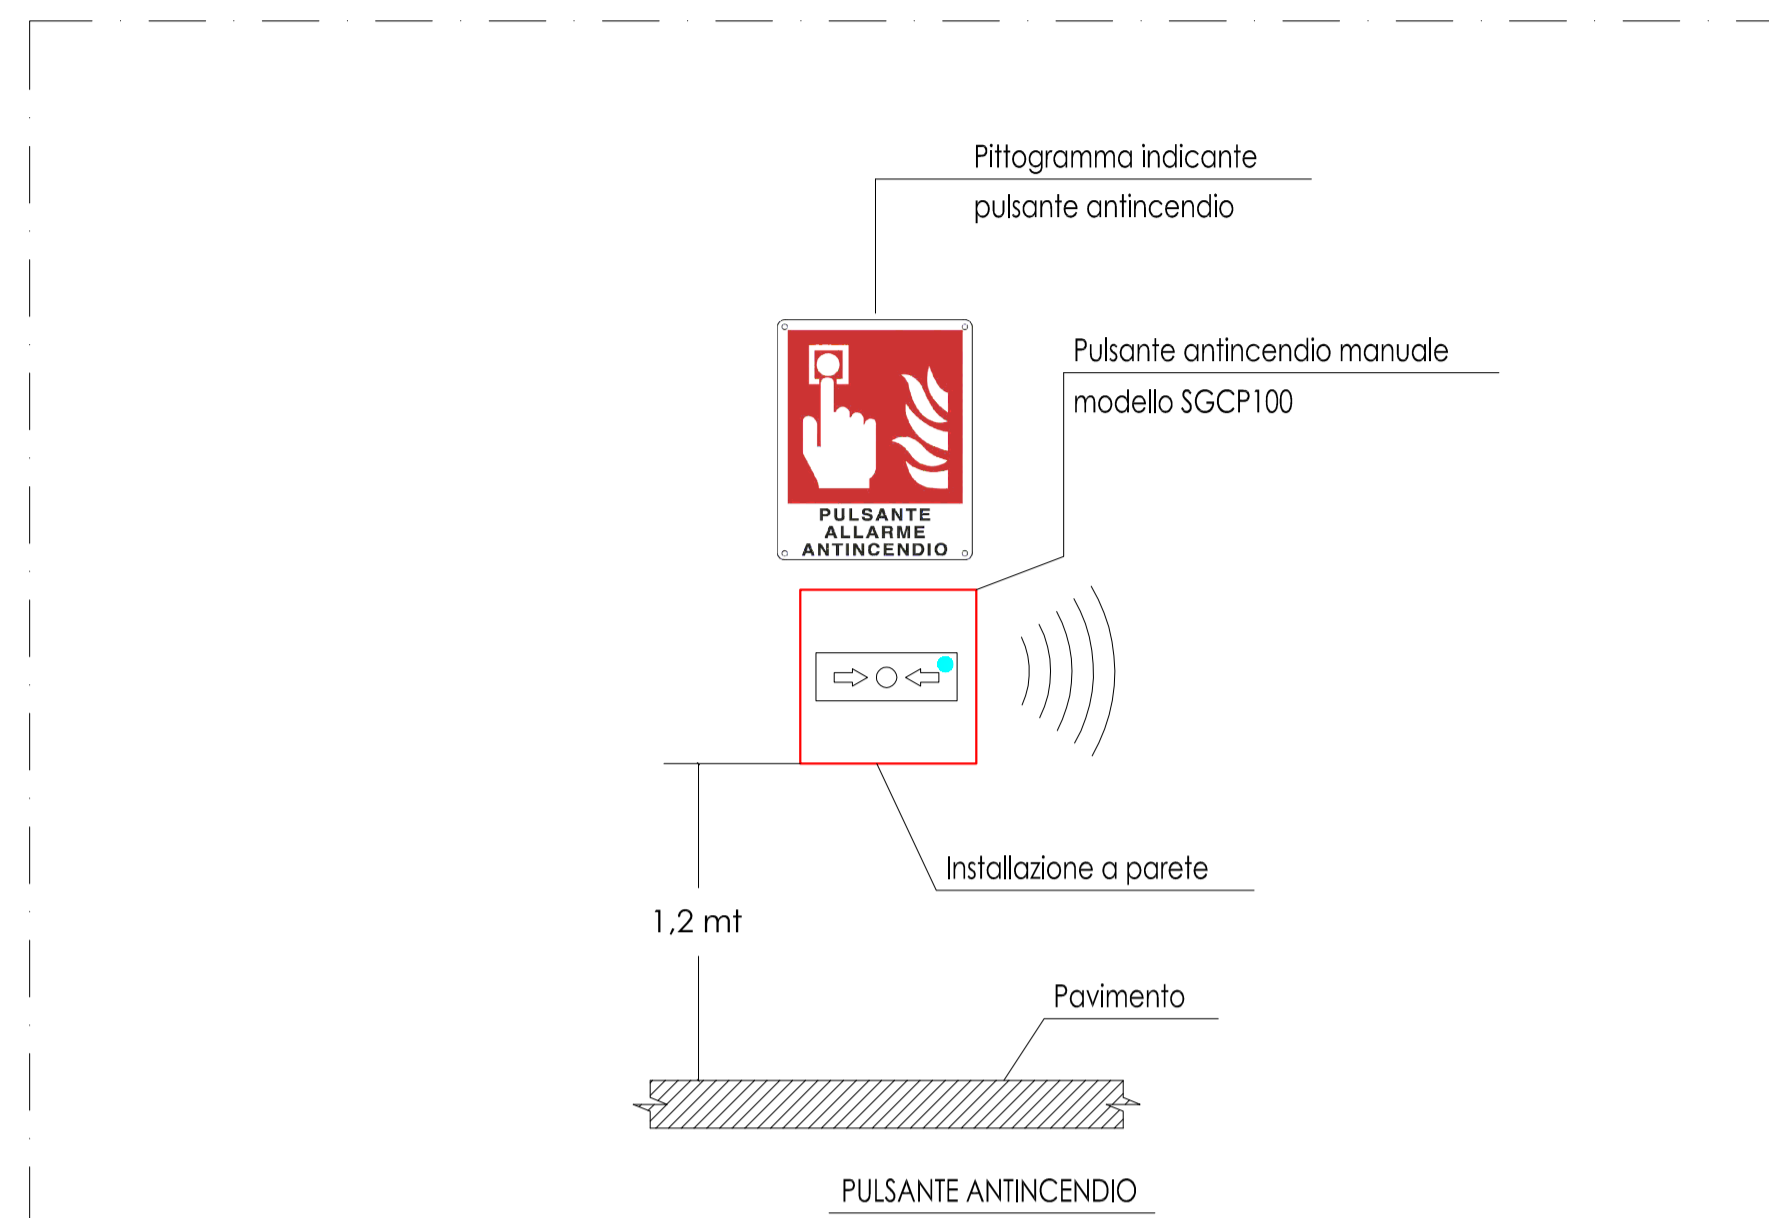 Pittogramma indicante
pulsante antincendio
Pulsante antincendio manuale
modello SGCP100
PULSANTE
ALLARME
ANTINCENDIO
Installazione a parete
1,2 mt
Pavimento
PULSANTE ANTINCENDIO